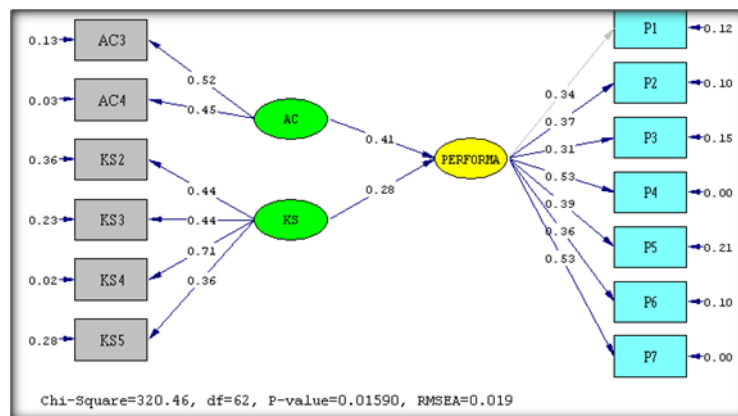 P1
0.12
0.13
AC3
0.52
0.34
P2
0.10
0.03
AC4
0.45
AC
0.41
0.37
0.31
P3
0.15
0.36
KS2
PERFORMA
0.53
P4
0.00
0.44
0.28
0.39
0.23
KS3
0.44
KS
0.36
P5
0.21
0.71
0.53
0.02
KS4
0.36
P6
0.10
0.28
KS5
P7
0.00
Chi-Square=320.46, df=62, P-value=0.01590, RMSEA=0.019